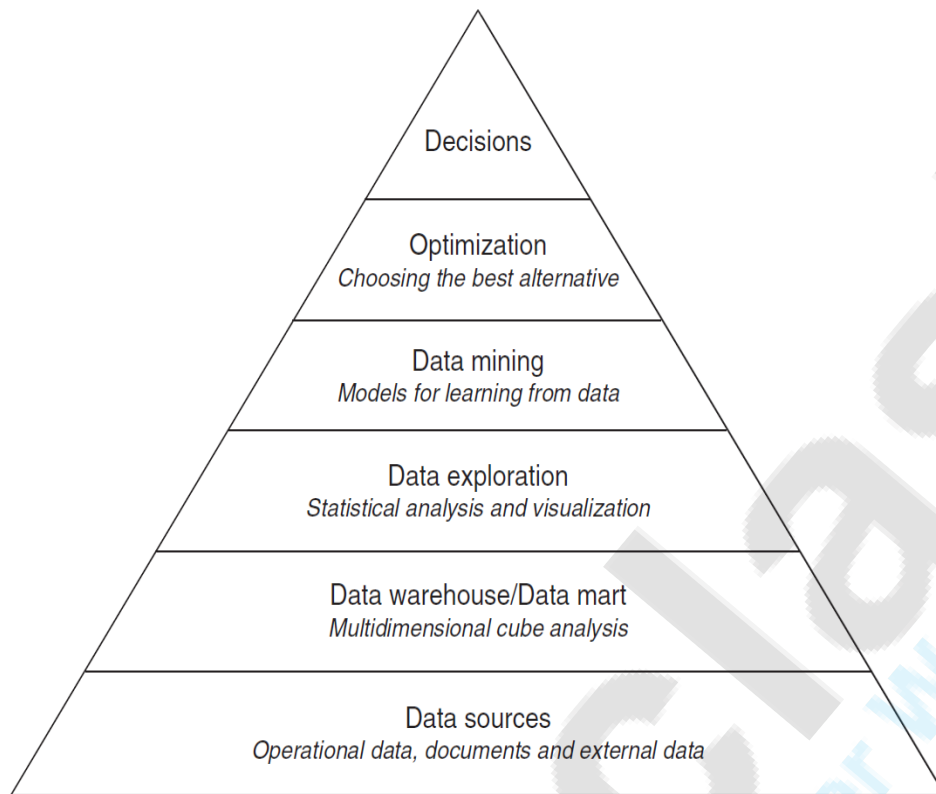 Decisions
Optimization
Choosing the best alternative
Data mining
Models for learning from data
Data exploration
Statistical analysis and visualization
Data warehouse/Data mart
Multidimensional cube analysis
Data sources
Operational data, documents and external data